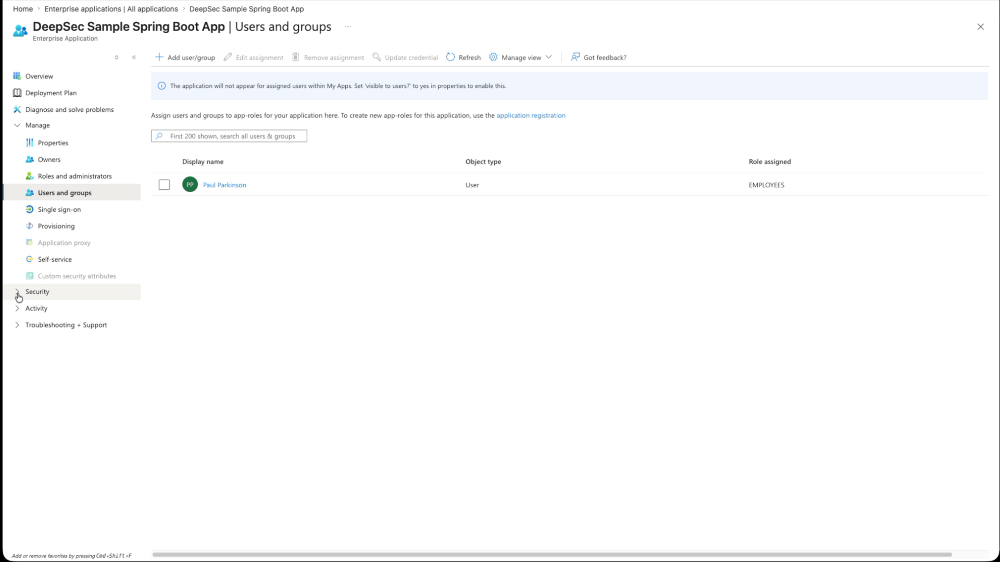 Home > Enterprise applications | All applications > DeepSec Sample Spring Boot App
DeepSec Sample Spring Boot App | Users and groups ...
Enterprise Application
Add user/group Edit assignment Remove assignment Update credential Refresh Manage view Got feedback?
Overview
Deployment Plan
Diagnose and solve problems
Manage
Properties
Owners
Roles and administrators
Users and groups
Single sign-on
Provisioning
Application proxy
Self-service
Custom security attributes
Security
Activity
Troubleshooting + Support
The application will not appear for assigned users within My Apps. Set 'visible to users?' to yes in properties to enable this.
Assign users and groups to app-roles for your application here. To create new app-roles for this application, use the application registration
First 200 shown, search all users & groups
Display name Object type Role assigned
PP Paul Parkinson User EMPLOYEES
Add or remove favorites by pressing Cmd+Shift+F